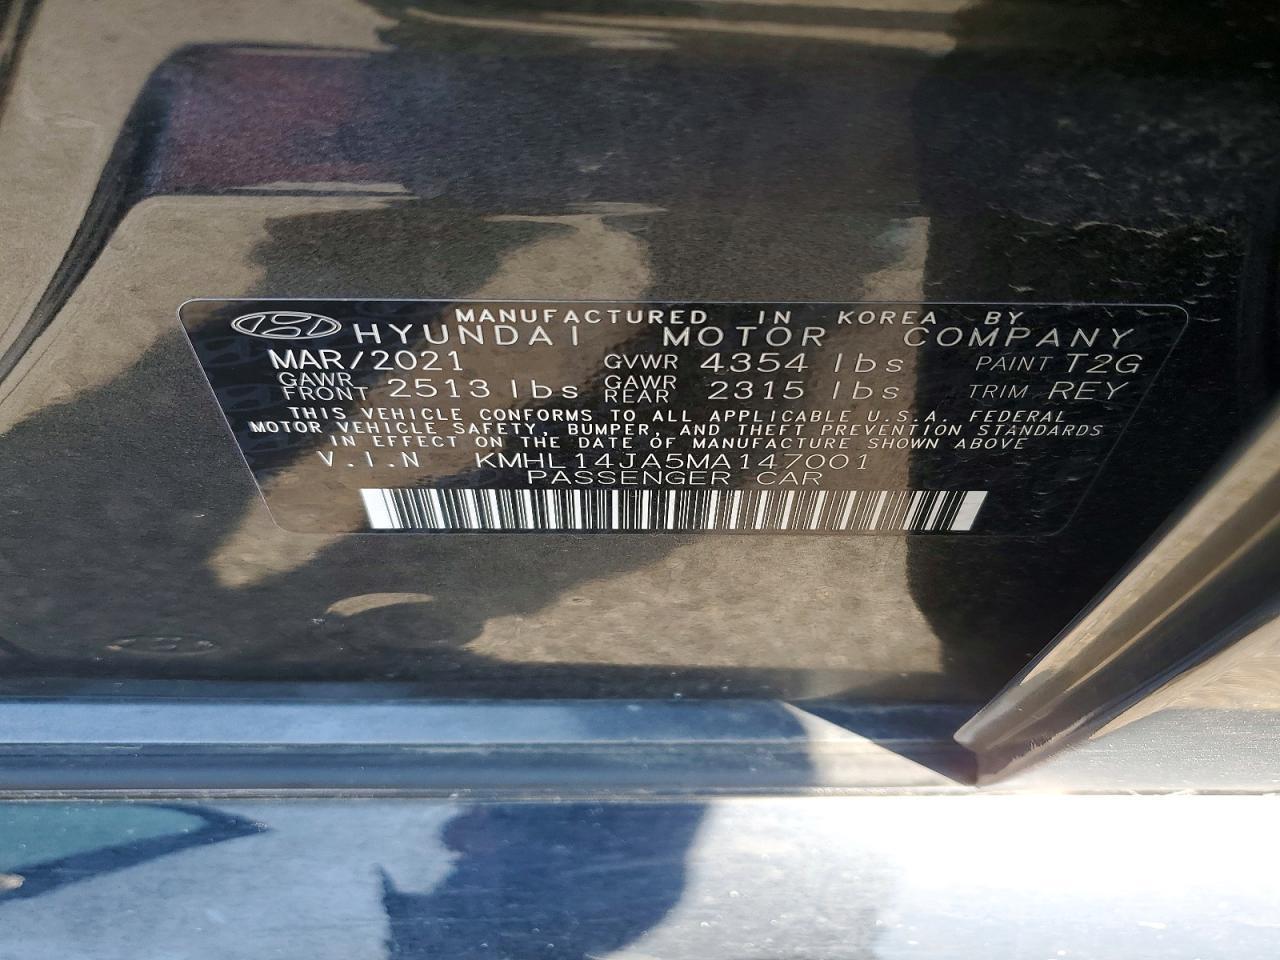 MANUFACTURED IN KOREA BY
HYUNDAI MOTOR COMPANY
MAR/2021 GVWR 4354 lbs PAINT T2G
GAWR FRONT 2513 lbs GAWR REAR 2315 lbs TRIM REY
THIS VEHICLE CONFORMS TO ALL APPLICABLE U.S.A. FEDERAL
MOTOR VEHICLE SAFETY, BUMPER, AND THEFT PREVENTION STANDARDS
IN EFFECT ON THE DATE OF MANUFACTURE SHOWN ABOVE
V.I.N KMHL14JA5MA147001
PASSENGER CAR